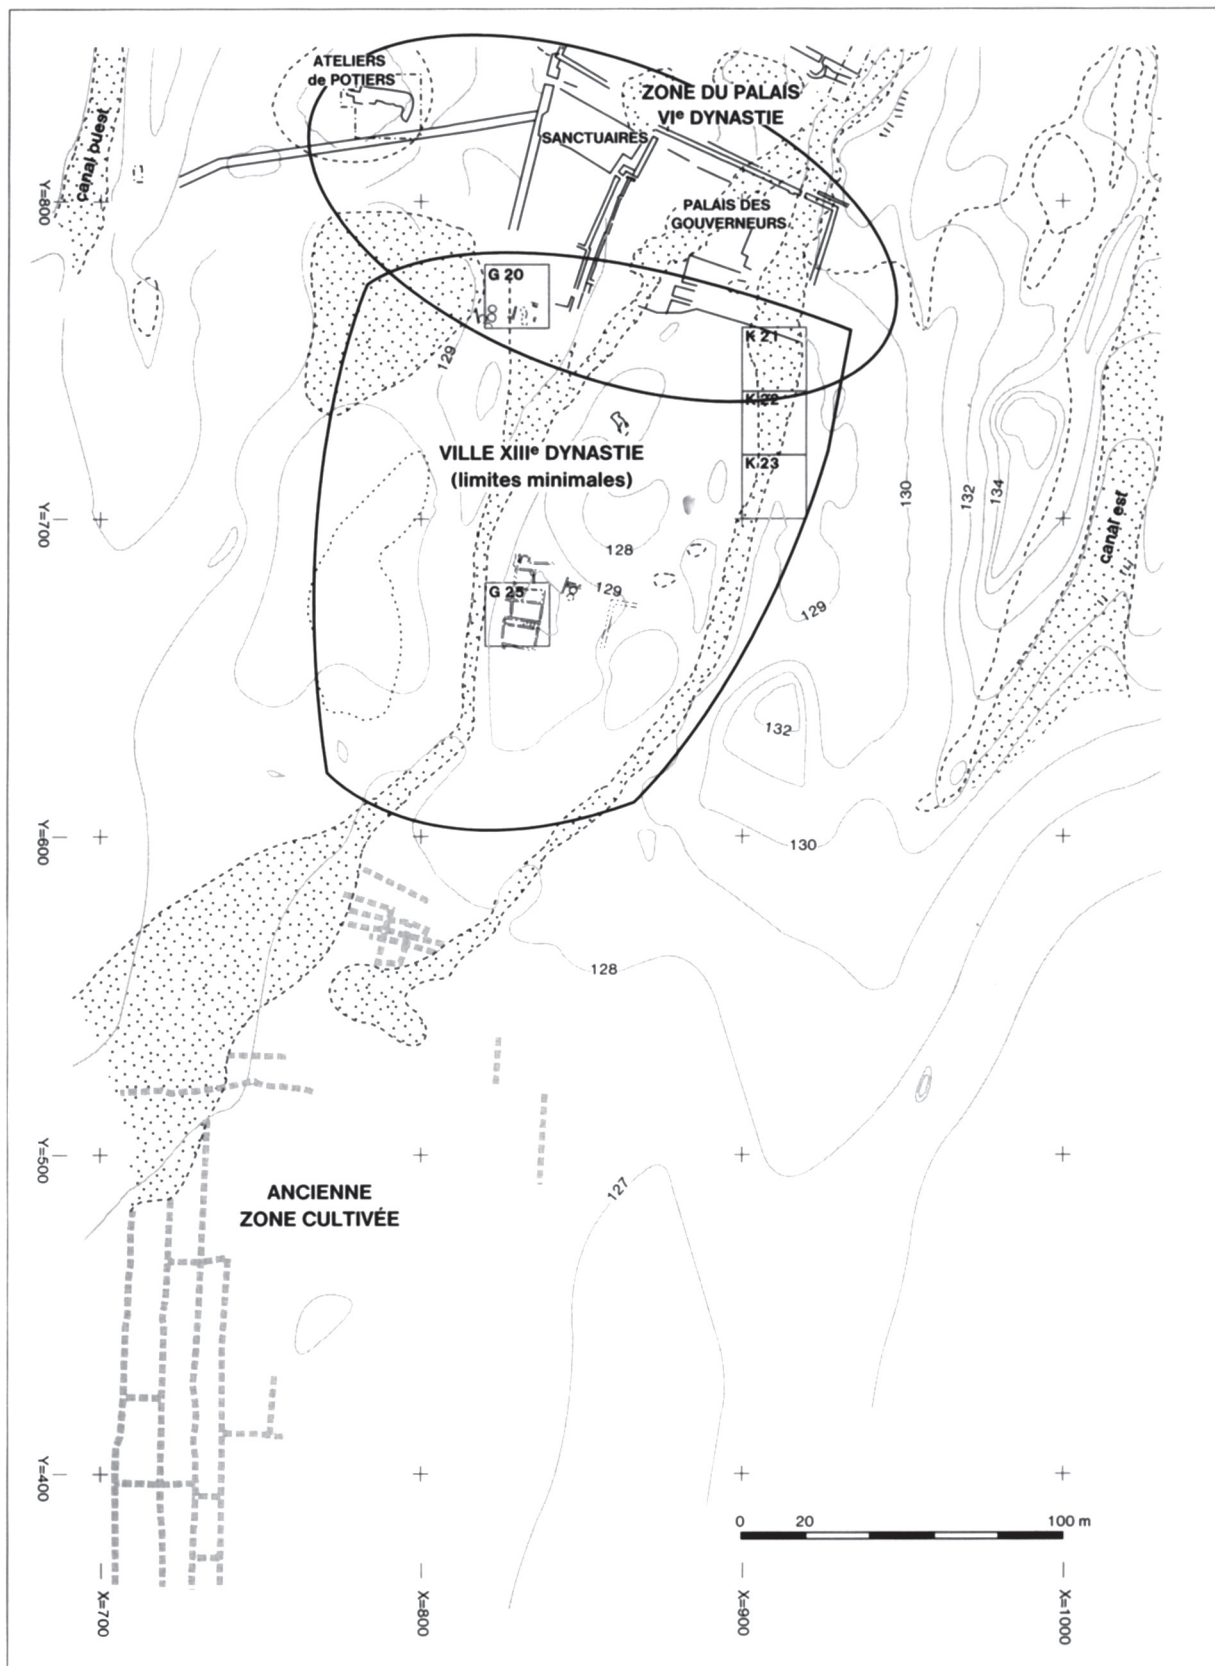 ATELIERS
de POTIERS
ZONE DU PALAIS
VIe DYNASTIE
SANCTUAIRES
canal ouest
PALAIS DES
GOUVERNEURS
Y=800
G 20
K 21
129
K 22
VILLE XIIIe DYNASTIE
(limites minimales)
K 23
130
132
134
canal est
Y=700
128
G 25
129
129
132
Y=600
130
128
Y=500
127
ANCIENNE
ZONE CULTIVÉE
Y=400
0 20 100 m
X=700
X=800
X=900
X=1000